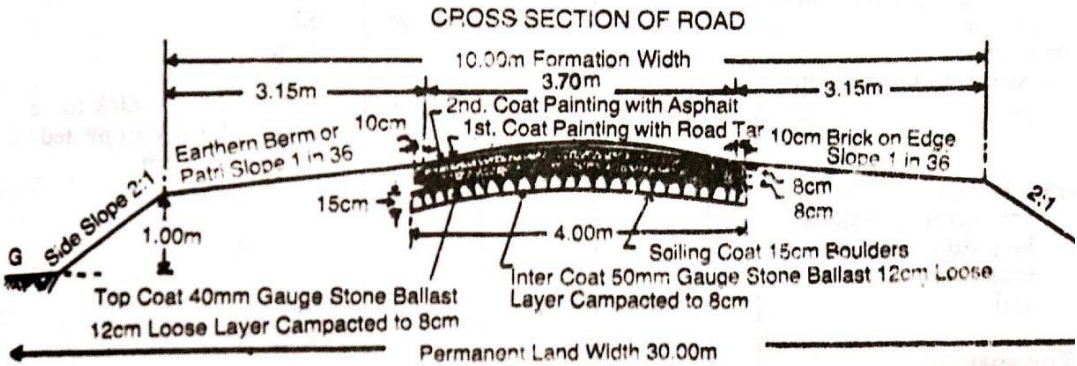 CROSS SECTION OF ROAD
10.00m Formation Width
3.15m
3.70m
3.15m
2nd. Coat Painting with Asphalt
10cm
1st. Coat Painting with Road Tar
10cm Brick on Edge
Slope 1 in 36
Earthern Berm or
Patri Slope 1 in 36
Side Slope 2:1
2:1
15cm
8cm
8cm
1.00m
G
4.00m
Soiling Coat 15cm Boulders
Inter Coat 50mm Gauge Stone Ballast 12cm Loose
Layer Campacted to 8cm
Top Coat 40mm Gauge Stone Ballast
12cm Loose Layer Campacted to 8cm
Permanent Land Width 30.00m